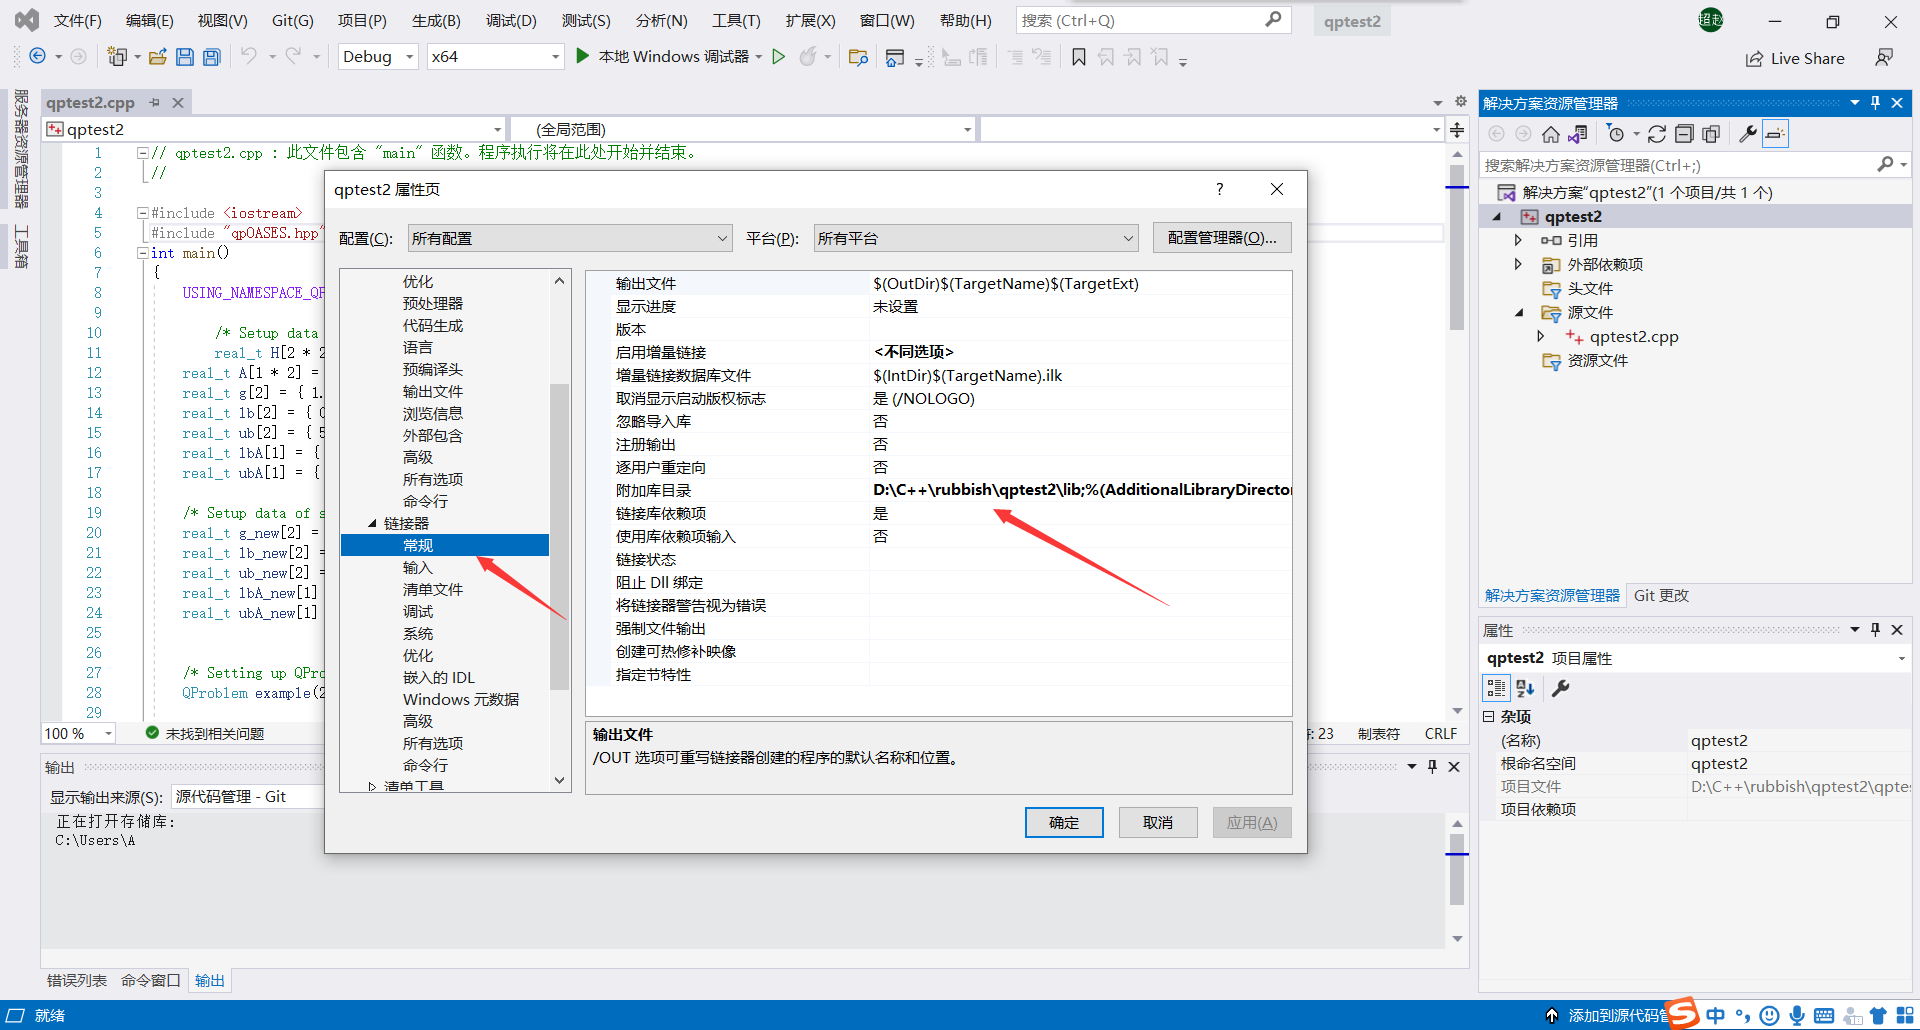 文件(F) 编辑(E) 视图(V) Git(G) 项目(P) 生成(B) 调试(D) 测试(S) 分析(N) 工具(T) 扩展(X) 窗口(W) 帮助(H) 搜索 (Ctrl+Q) qptest2 超赵
Debug x64 本地 Windows 调试器 Live Share
服务器资源管理器
工具箱
qptest2.cpp
qptest2 (全局范围)
1 // qptest2.cpp : 此文件包含 "main" 函数。程序执行将在此处开始并结束。
2 //
3
4 #include <iostream>
5 #include "qpOASES.hpp"
6 int main()
7 {
8 USING_NAMESPACE_QP
9
10 /* Setup data
11 real_t H[2 * 2
12 real_t A[1 * 2] =
13 real_t g[2] = { 1.
14 real_t lb[2] = { 0
15 real_t ub[2] = { 5
16 real_t lbA[1] = {
17 real_t ubA[1] = {
18
19 /* Setup data of s
20 real_t g_new[2] =
21 real_t lb_new[2] =
22 real_t ub_new[2] =
23 real_t lbA_new[1]
24 real_t ubA_new[1]
25
26
27 /* Setting up QPro
28 QProblem example(2
29
100 % 未找到相关问题 符: 23 制表符 CRLF
输出
显示输出来源(S): 源代码管理 - Git
正在打开存储库:
C:\Users\A
错误列表 命令窗口 输出
qptest2 属性页 ?
配置(C): 所有配置 平台(P): 所有平台 配置管理器(O)...
优化
预处理器
代码生成
语言
预编译头
输出文件
浏览信息
外部包含
高级
所有选项
命令行
链接器
常规
输入
清单文件
调试
系统
优化
嵌入的 IDL
Windows 元数据
高级
所有选项
命令行
清单工具
输出文件 $(OutDir)$(TargetName)$(TargetExt)
显示进度 未设置
版本
启用增量链接 <不同选项>
增量链接数据库文件 $(IntDir)$(TargetName).ilk
取消显示启动版权标志 是 (/NOLOGO)
忽略导入库 否
注册输出 否
逐用户重定向 否
附加库目录 D:\C++\rubbish\qptest2\lib;%(AdditionalLibraryDirector
链接库依赖项 是
使用库依赖项输入 否
链接状态
阻止 Dll 绑定
将链接器警告视为错误
强制文件输出
创建可热修补映像
指定节特性
输出文件
/OUT 选项可重写链接器创建的程序的默认名称和位置。
确定 取消 应用(A)
解决方案资源管理器
搜索解决方案资源管理器(Ctrl+;)
解决方案"qptest2"(1 个项目/共 1 个)
qptest2
引用
外部依赖项
头文件
源文件
qptest2.cpp
资源文件
解决方案资源管理器 Git 更改
属性
qptest2 项目属性
杂项
(名称) qptest2
根命名空间 qptest2
项目文件 D:\C++\rubbish\qptest2\qptes
项目依赖项
就绪 添加到源代码管 S 中